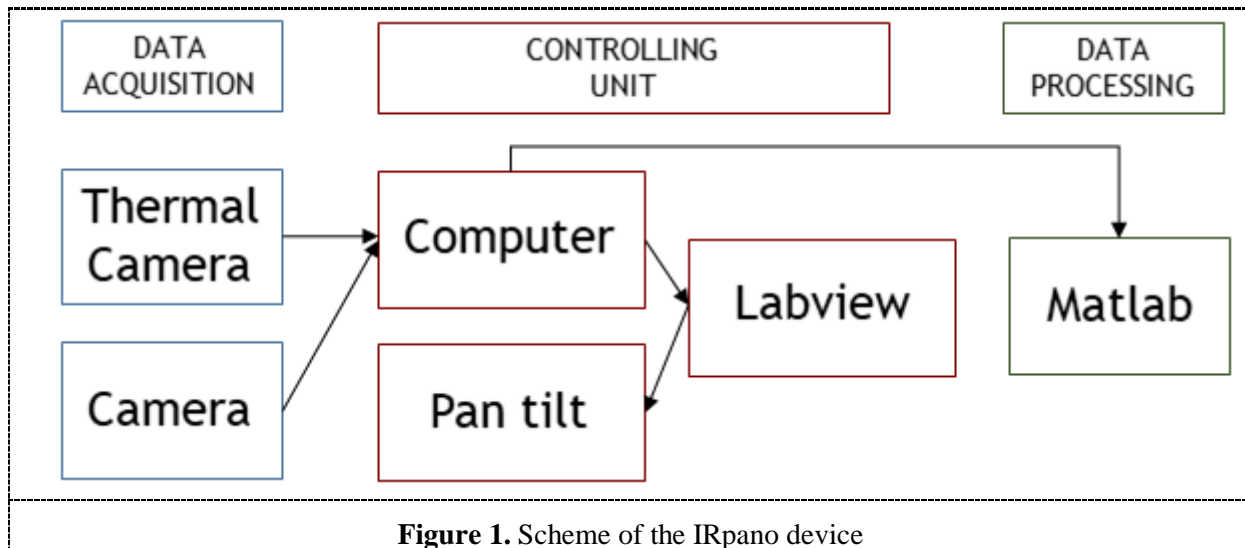 DATA
ACQUISITION
CONTROLLING
UNIT
DATA
PROCESSING
Thermal
Camera
Computer
Labview
Matlab
Camera
Pan tilt
Figure 1. Scheme of the IRpano device